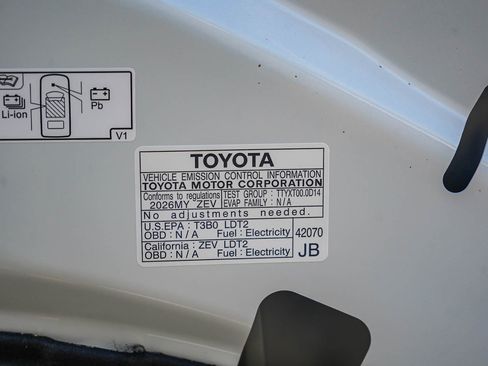 Li-ion
Pb
V1
TOYOTA
VEHICLE EMISSION CONTROL INFORMATION
TOYOTA MOTOR CORPORATION
Conforms to regulations TEST GROUP : TTYXT00.0D14
2026MY ZEV EVAP FAMILY : N/A
No adjustments needed.
U.S.EPA : T3B0 LDT2
OBD : N/A Fuel : Electricity 42070
California : ZEV LDT2
OBD : N/A Fuel : Electricity JB